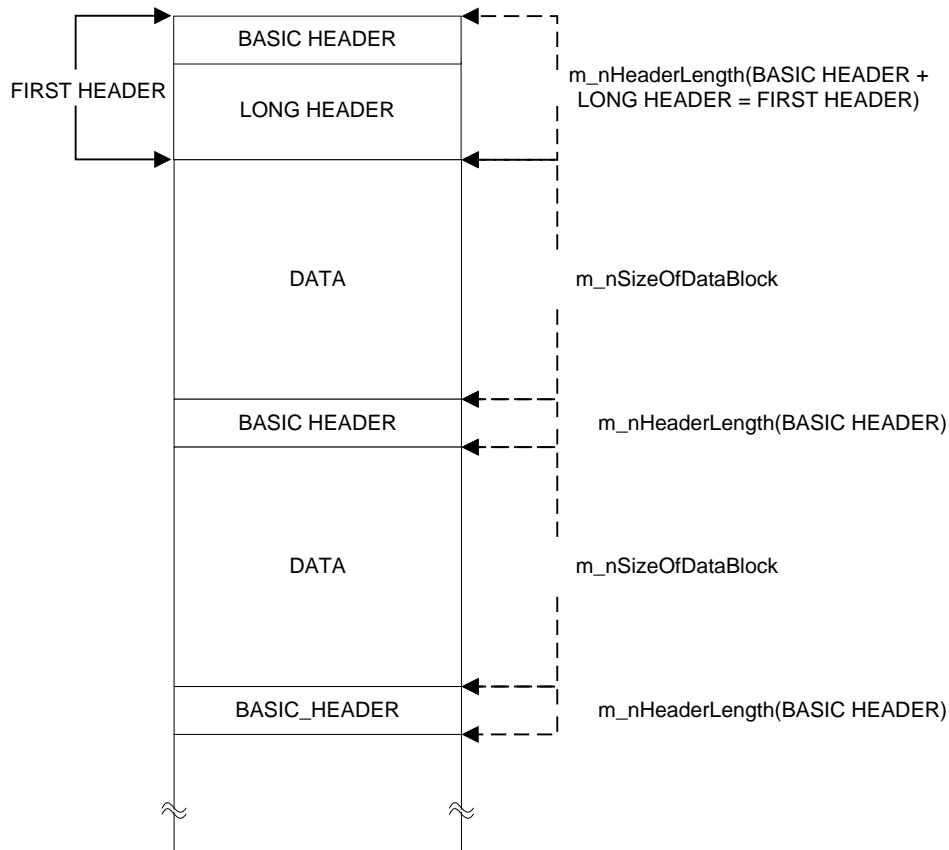 BASIC HEADER
FIRST HEADER
m_nHeaderLength(BASIC HEADER +
LONG HEADER = FIRST HEADER)
LONG HEADER
DATA
m_nSizeOfDataBlock
BASIC HEADER
m_nHeaderLength(BASIC HEADER)
DATA
m_nSizeOfDataBlock
BASIC_HEADER
m_nHeaderLength(BASIC HEADER)